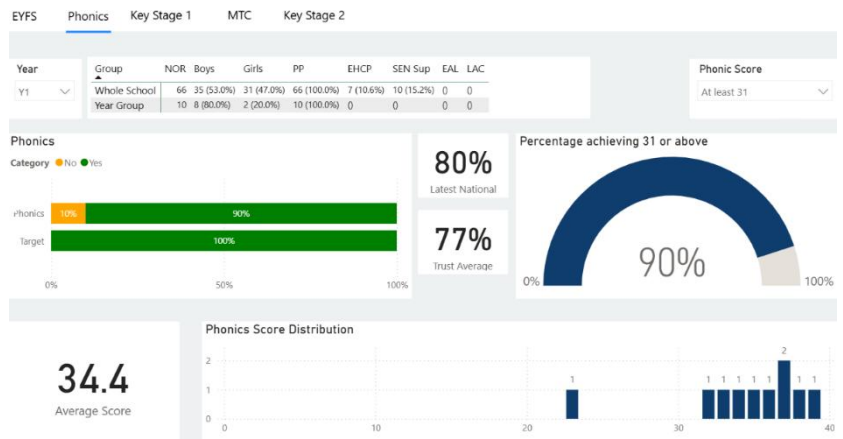 EYFS Phonics Key Stage 1 MTC Key Stage 2
Year
Y1
Group NOR Boys Girls PP EHCP SEN Sup EAL LAC
Whole School 66 35 (53.0%) 31 (47.0%) 66 (100.0%) 7 (10.6%) 10 (15.2%) 0 0
Year Group 10 8 (80.0%) 2 (20.0%) 10 (100.0%) 0 0 0 0
Phonic Score
At least 31
Phonics
Category No Yes
Phonics 10% 90%
Target 100%
0% 50% 100%
80%
Latest National
77%
Trust Average
Percentage achieving 31 or above
90%
0% 100%
34.4
Average Score
Phonics Score Distribution
2
1
0
1 1 1 1 1 1 2 1 1
0 10 20 30 40